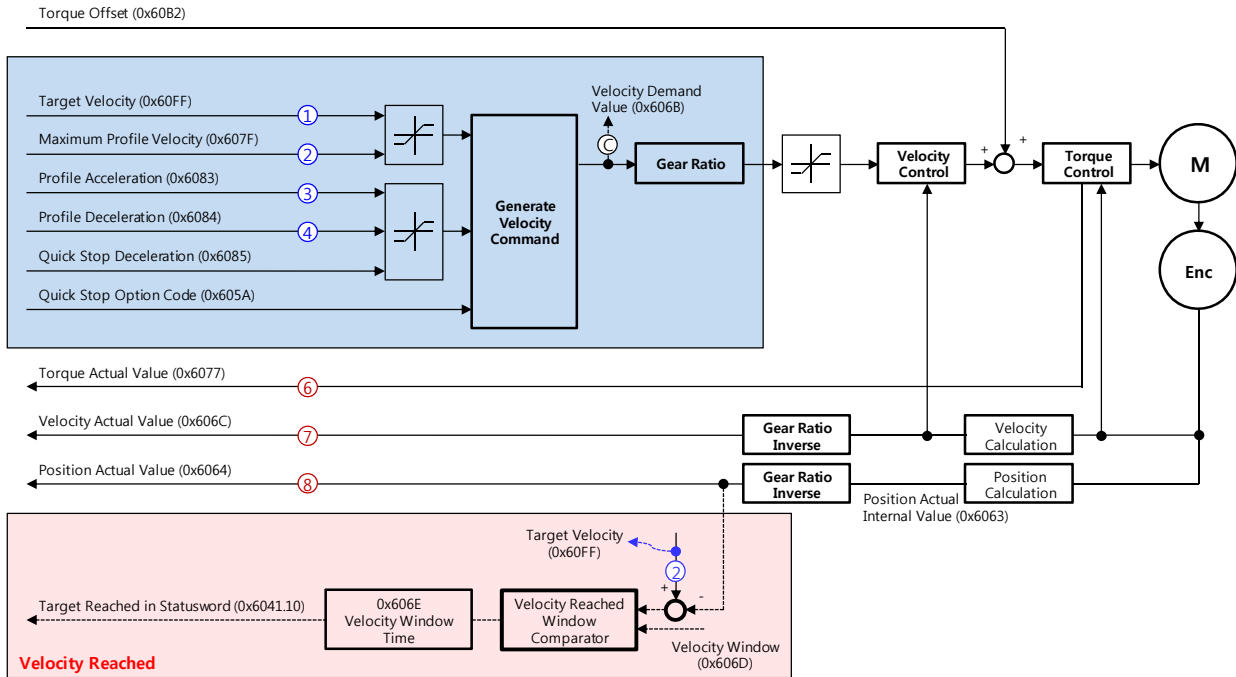 Torque Offset (0x60B2)
Target Velocity (0x60FF)
1
Maximum Profile Velocity (0x607F)
2
Profile Acceleration (0x6083)
3
Profile Deceleration (0x6084)
4
Quick Stop Deceleration (0x6085)
Quick Stop Option Code (0x605A)
Generate
Velocity
Command
Velocity Demand
Value (0x606B)
C
Gear Ratio
Velocity
Control
+
+
Torque
Control
M
Enc
Torque Actual Value (0x6077)
6
Velocity Actual Value (0x606C)
7
Gear Ratio
Inverse
Velocity
Calculation
Position Actual Value (0x6064)
8
Gear Ratio
Inverse
Position Actual
Internal Value (0x6063)
Position
Calculation
Target Velocity
(0x60FF)
2
+
-
Target Reached in Statusword (0x6041.10)
0x606E
Velocity Window
Time
Velocity Reached
Window
Comparator
Velocity Window
(0x606D)
Velocity Reached